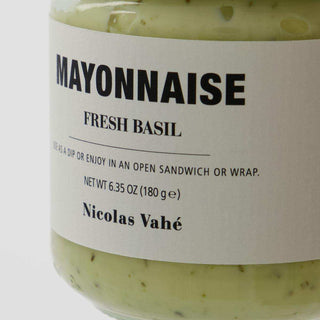 MAYONNAISE
FRESH BASIL
AS A DIP OR ENJOY IN AN OPEN SANDWICH OR WRAP.
NET WT 6.35 OZ (180 g ℮)
Nicolas Vahé